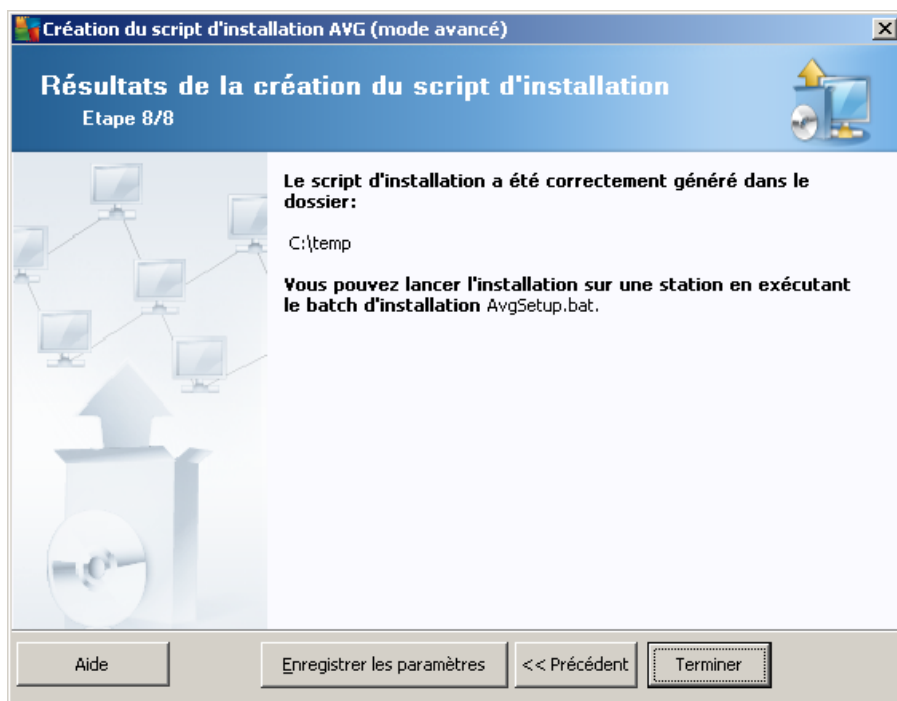 Création du script d'installation AVG (mode avancé)
Résultats de la création du script d'installation
Etape 8/8
Le script d'installation a été correctement généré dans le
dossier:
C:\temp
Vous pouvez lancer l'installation sur une station en exécutant
le batch d'installation AvgSetup.bat.
Aide
Enregistrer les paramètres
<< Précédent
Terminer